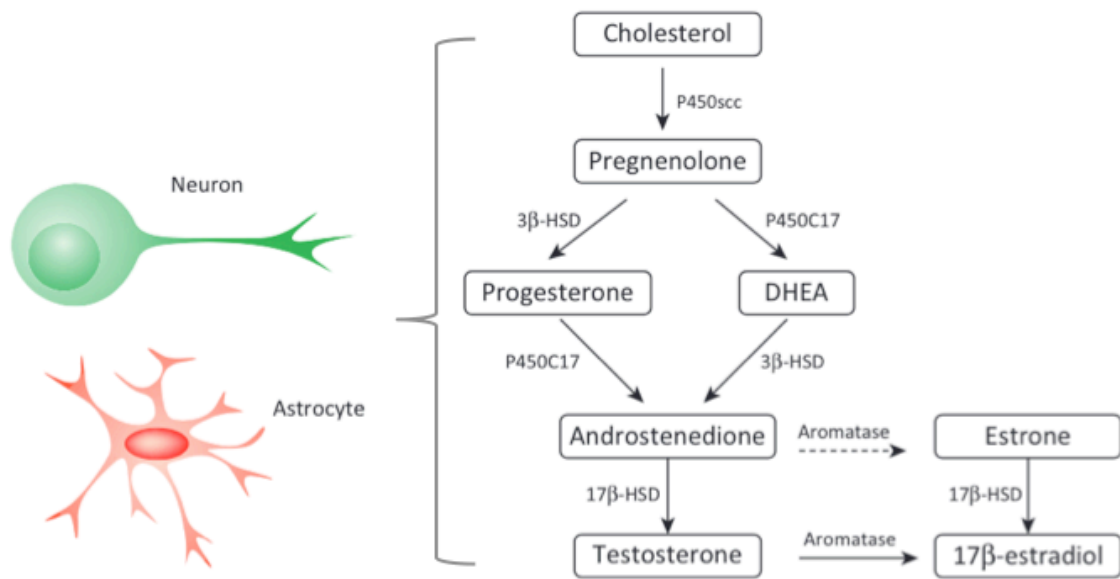 Cholesterol
P450scc
Pregnenolone
Neuron
3β-HSD
P450C17
Progesterone
DHEA
P450C17
3β-HSD
Astrocyte
Androstenedione
Aromatase
Estrone
17β-HSD
17β-HSD
Testosterone
Aromatase
17β-estradiol